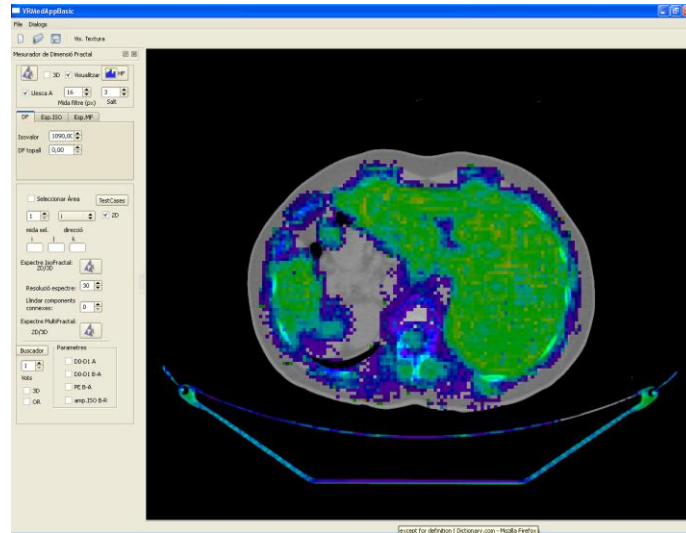 VRMedAppBasic
File Dialogs
Vis. Textura
Mesurador de Dimensió Fractal
3D Visualitzar MF
Llesca A 16 3
Mida filtre (px) Salt
DF Esp.ISO Esp.MF
Isovalor 1090,00
DF topall 0,00
Seleccionar Àrea TestCases
1 i 2D
mida sel. direcció
i j k
Espectre IsoFractal:
2D/3D
Resolució espectre: 30
Llindar components
connexes: 0
Espectre MultiFractal:
2D/3D
Buscador Parametres
1 D0-D1 A
Vots D0-D1 B-A
3D PE B-A
OR amp.ISO B-R
except for definition | Dictionary.com - Mozilla Firefox